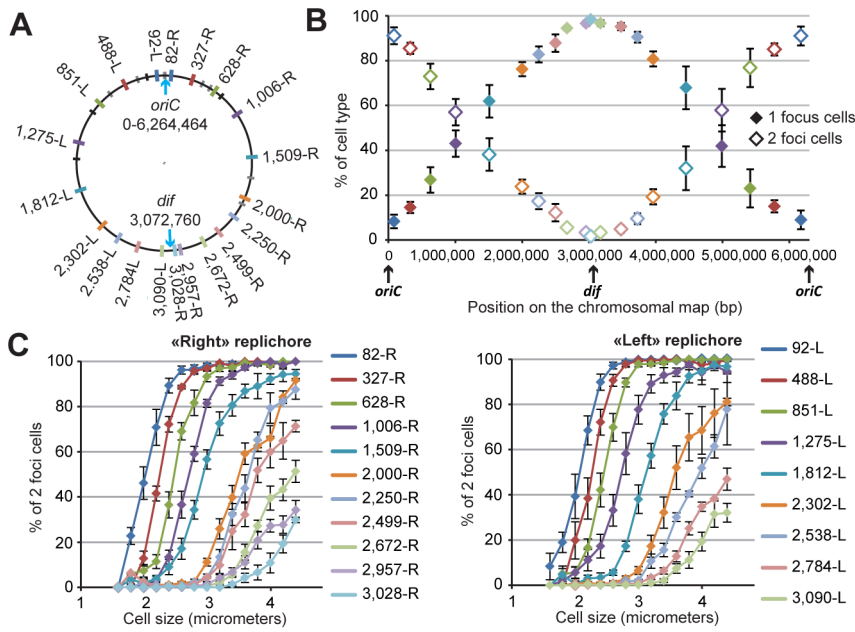 A
92-L
82-R
327-R
628-R
1,006-R
1,509-R
2,000-R
2,250-R
2,499-R
2,672-R
2,957-R
3,028-R
3,090-L
2,784L
2,538-L
2,302-L
1,812-L
1,275-L
851-L
488-L
oriC
0-6,264,464
dif
3,072,760
B
% of cell type
100
80
60
40
20
0
1 focus cells
2 foci cells
0 1,000,000 2,000,000 3,000,000 4,000,000 5,000,000 6,000,000
oriC dif oriC
Position on the chromosomal map (bp)
C
«Right» replichore
% of 2 foci cells
100
80
60
40
20
0
1 2 3 4
Cell size (micrometers)
82-R
327-R
628-R
1,006-R
1,509-R
2,000-R
2,250-R
2,499-R
2,672-R
2,957-R
3,028-R
«Left» replichore
% of 2 foci cells
100
80
60
40
20
0
1 2 3 4
Cell size (micrometers)
92-L
488-L
851-L
1,275-L
1,812-L
2,302-L
2,538-L
2,784-L
3,090-L